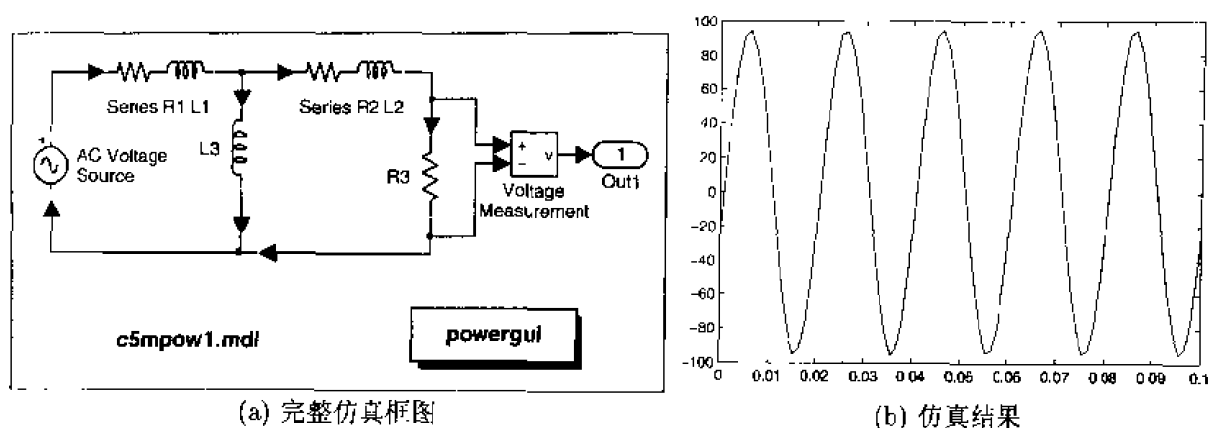 Series R1 L1
Series R2 L2
L3
AC Voltage
Source
R3
+
−
v
Voltage
Measurement
1
Out1
c5mpow1.mdl
powergui
(a) 完整仿真框图
100
80
60
40
20
0
−20
−40
−60
−80
−100
0 0.01 0.02 0.03 0.04 0.05 0.06 0.07 0.08 0.09 0.1
(b) 仿真结果